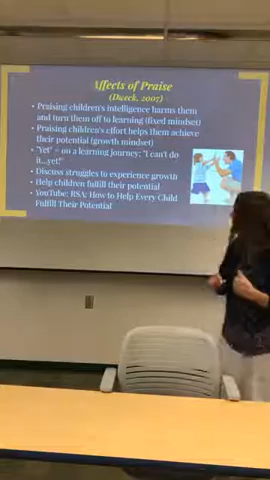 Affects of Praise
(Dweck, 2007)
• Praising children's intelligence harms them
and turn them off to learning (fixed mindset)
• Praising children's effort helps them achieve
their potential (growth mindset)
• "Yet" = on a learning journey; "I can't do
it...yet!"
• Discuss struggles to experience growth
• Help children fulfill their potential
• YouTube: RSA: How to Help Every Child
Fulfill Their Potential